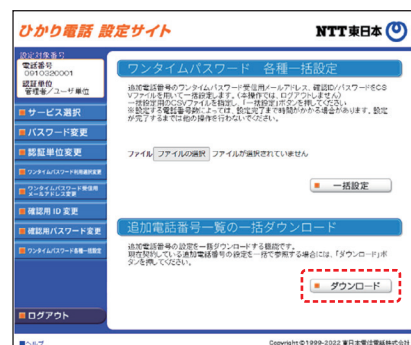 ひかり電話 設定サイト
NTT東日本
設定対象番号
電話番号
0910020001
認証単位
管理者／ユーザ単位
サービス選択
パスワード変更
認証単位変更
ワンタイムパスワード利用選択変更
ワンタイムパスワード受信用
メールアドレス変更
確認用 ID 変更
確認用パスワード変更
ワンタイムパスワード各種一括設定
ログアウト
ヘルプ
ワンタイムパスワード 各種一括設定
追加電話番号のワンタイムパスワード受信用メールアドレス、確認ID/パスワードをCS
Vファイルを用いて一括設定します。（本操作では、ログアウトしません）
一括設定用のCSVファイルを指定し、「一括設定」ボタンを押してください
※設定する電話番号数によっては、設定完了まで時間がかかる場合があります。設定
が完了するまでは他の操作を行わないでください。
ファイル ファイルの選択 ファイルが選択されていません
一括設定
追加電話番号一覧の一括ダウンロード
追加電話番号の設定を一括ダウンロードする機能です。
現在契約している追加電話番号の設定を一括で参照する場合には、「ダウンロード」ボ
タンを押してください。
ダウンロード
Copyright©1999-2022 東日本電信電話株式会社